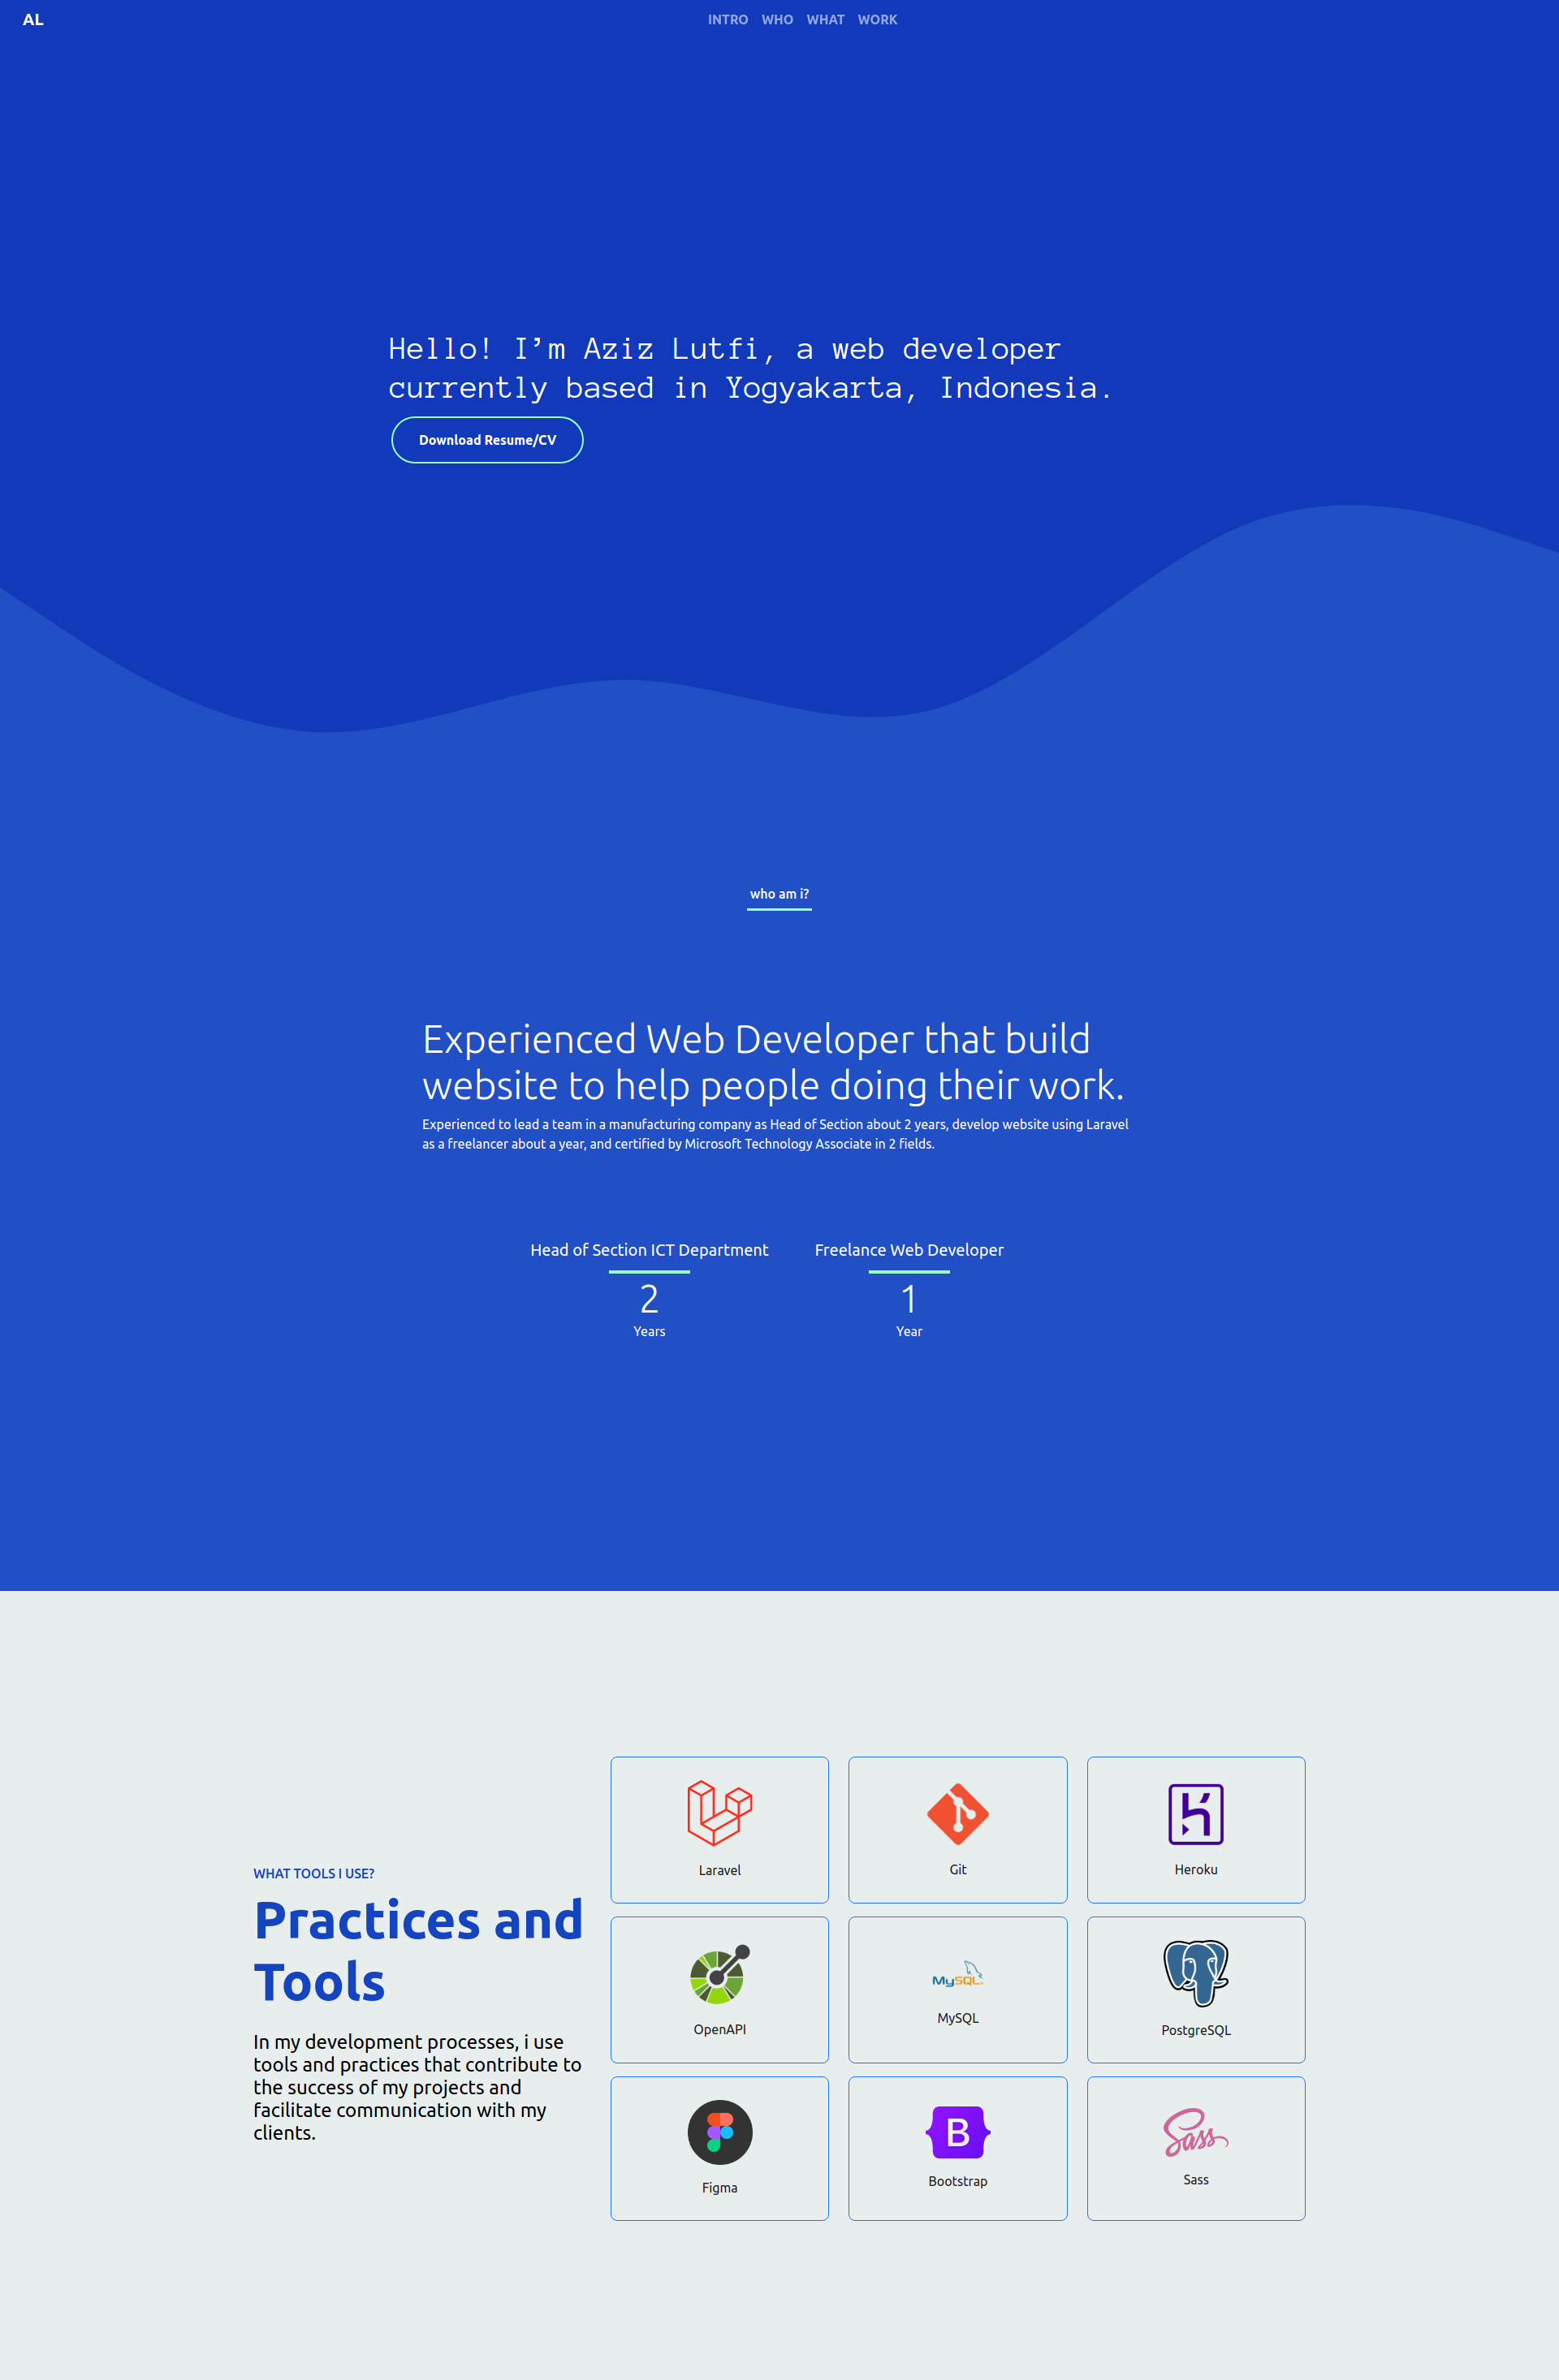 AL
INTRO WHO WHAT WORK
Hello! I’m Aziz Lutfi, a web developer
currently based in Yogyakarta, Indonesia.
Download Resume/CV
who am i?
Experienced Web Developer that build
website to help people doing their work.
Experienced to lead a team in a manufacturing company as Head of Section about 2 years, develop website using Laravel
as a freelancer about a year, and certified by Microsoft Technology Associate in 2 fields.
Head of Section ICT Department
2
Years
Freelance Web Developer
1
Year
WHAT TOOLS I USE?
Practices and
Tools
In my development processes, i use
tools and practices that contribute to
the success of my projects and
facilitate communication with my
clients.
Laravel
Git
Heroku
OpenAPI
MySQL
MySQL
PostgreSQL
Figma
B
Bootstrap
Sass
Sass